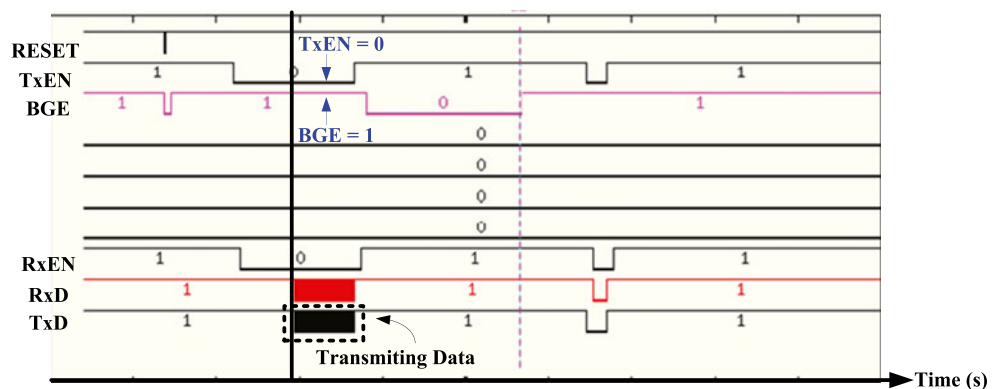 RESET
TxEN = 0
TxEN 1 0 1 1
BGE 1 1 0 1
BGE = 1
0
0
0
0
RxEN 1 0 1 1
RxD 1 1 1
TxD 1 1 1
Transmiting Data
Time (s)